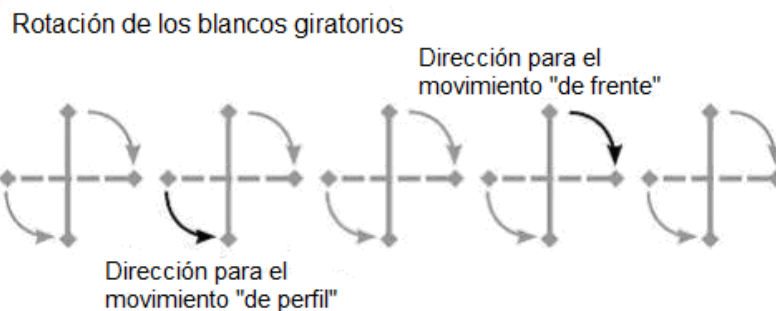 Rotación de los blancos giratorios
Dirección para el
movimiento "de frente"
Dirección para el
movimiento "de perfil"